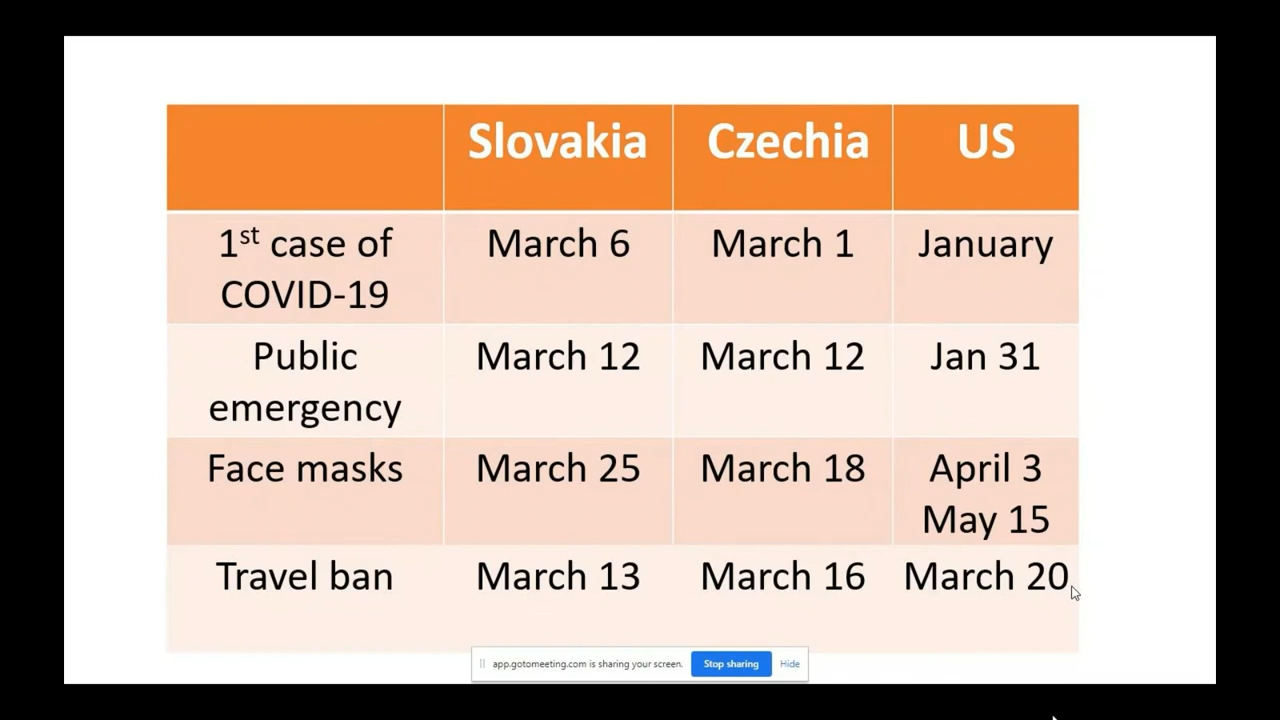 Slovakia Czechia US
1st case of COVID-19 March 6 March 1 January
Public emergency March 12 March 12 Jan 31
Face masks March 25 March 18 April 3 May 15
Travel ban March 13 March 16 March 20
app.gotomeeting.com is sharing your screen. Stop sharing Hide